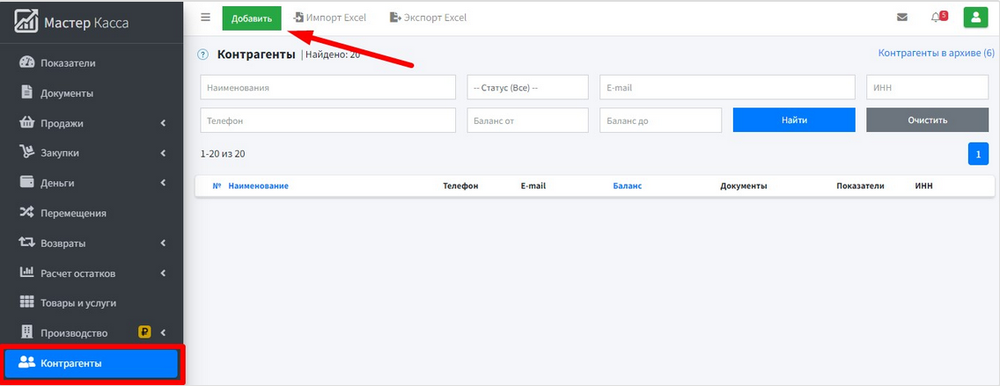 Мастер Касса
Добавить
Импорт Excel
Экспорт Excel
5
Показатели
Документы
Продажи
Закупки
Деньги
Перемещения
Возвраты
Расчет остатков
Товары и услуги
Производство ₽
Контрагенты
? Контрагенты | Найдено: 20
Контрагенты в архиве (6)
Наименования
-- Статус (Все) --
E-mail
ИНН
Телефон
Баланс от
Баланс до
Найти
Очистить
1-20 из 20
1
№ Наименование Телефон E-mail Баланс Документы Показатели ИНН